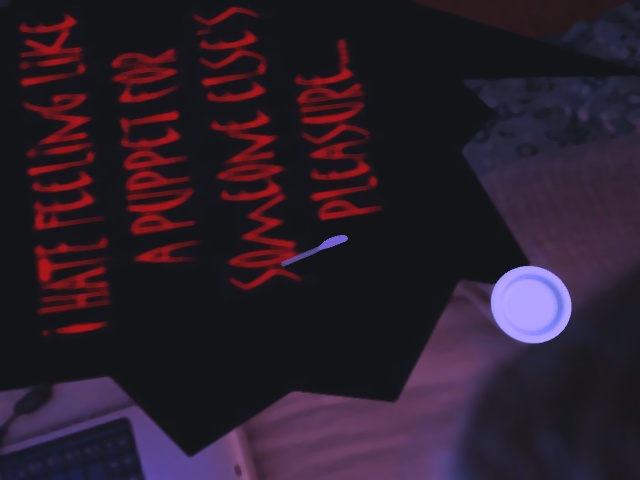 i HATE FEELiNG LiKE
A PUPPET FOR
SOMEONE ELSE'S
PLEASURE...